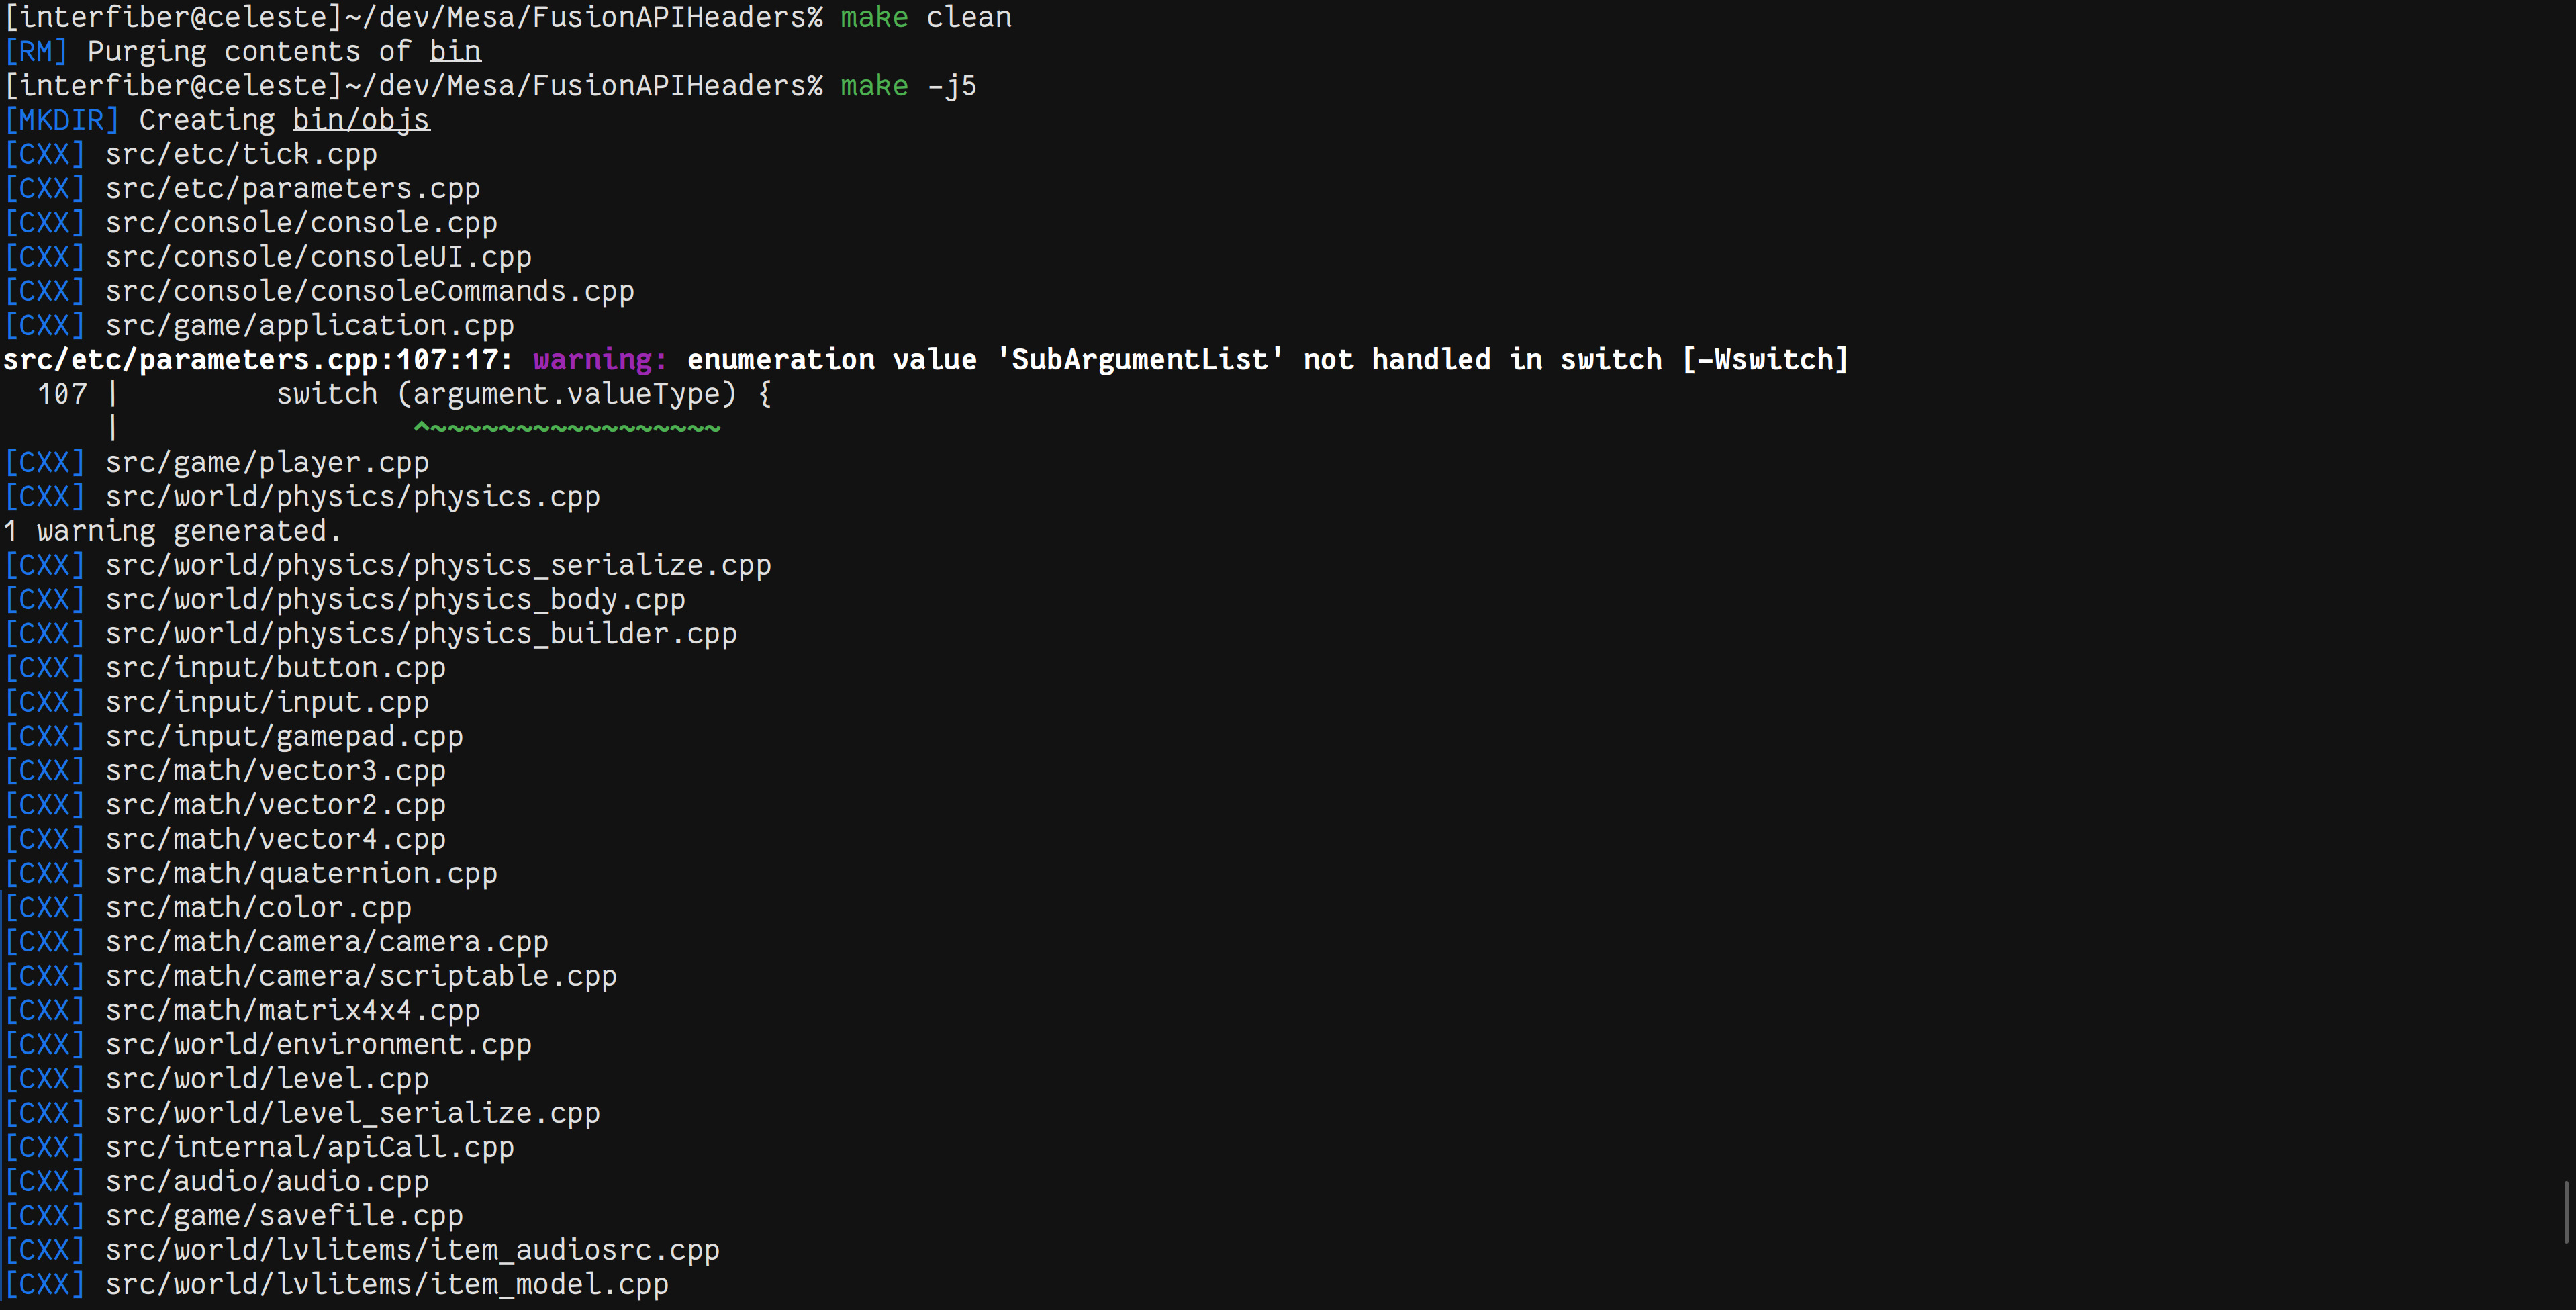 [interfiber@celeste]~/dev/Mesa/FusionAPIHeaders% make clean
[RM] Purging contents of bin
[interfiber@celeste]~/dev/Mesa/FusionAPIHeaders% make -j5
[MKDIR] Creating bin/objs
[CXX] src/etc/tick.cpp
[CXX] src/etc/parameters.cpp
[CXX] src/console/console.cpp
[CXX] src/console/consoleUI.cpp
[CXX] src/console/consoleCommands.cpp
[CXX] src/game/application.cpp
src/etc/parameters.cpp:107:17: warning: enumeration value 'SubArgumentList' not handled in switch [-Wswitch]
  107 |         switch (argument.valueType) {
      |                 ^~~~~~~~~~~~~~~~~~
[CXX] src/game/player.cpp
[CXX] src/world/physics/physics.cpp
1 warning generated.
[CXX] src/world/physics/physics_serialize.cpp
[CXX] src/world/physics/physics_body.cpp
[CXX] src/world/physics/physics_builder.cpp
[CXX] src/input/button.cpp
[CXX] src/input/input.cpp
[CXX] src/input/gamepad.cpp
[CXX] src/math/vector3.cpp
[CXX] src/math/vector2.cpp
[CXX] src/math/vector4.cpp
[CXX] src/math/quaternion.cpp
[CXX] src/math/color.cpp
[CXX] src/math/camera/camera.cpp
[CXX] src/math/camera/scriptable.cpp
[CXX] src/math/matrix4x4.cpp
[CXX] src/world/environment.cpp
[CXX] src/world/level.cpp
[CXX] src/world/level_serialize.cpp
[CXX] src/internal/apiCall.cpp
[CXX] src/audio/audio.cpp
[CXX] src/game/savefile.cpp
[CXX] src/world/lvlitems/item_audiosrc.cpp
[CXX] src/world/lvlitems/item_model.cpp